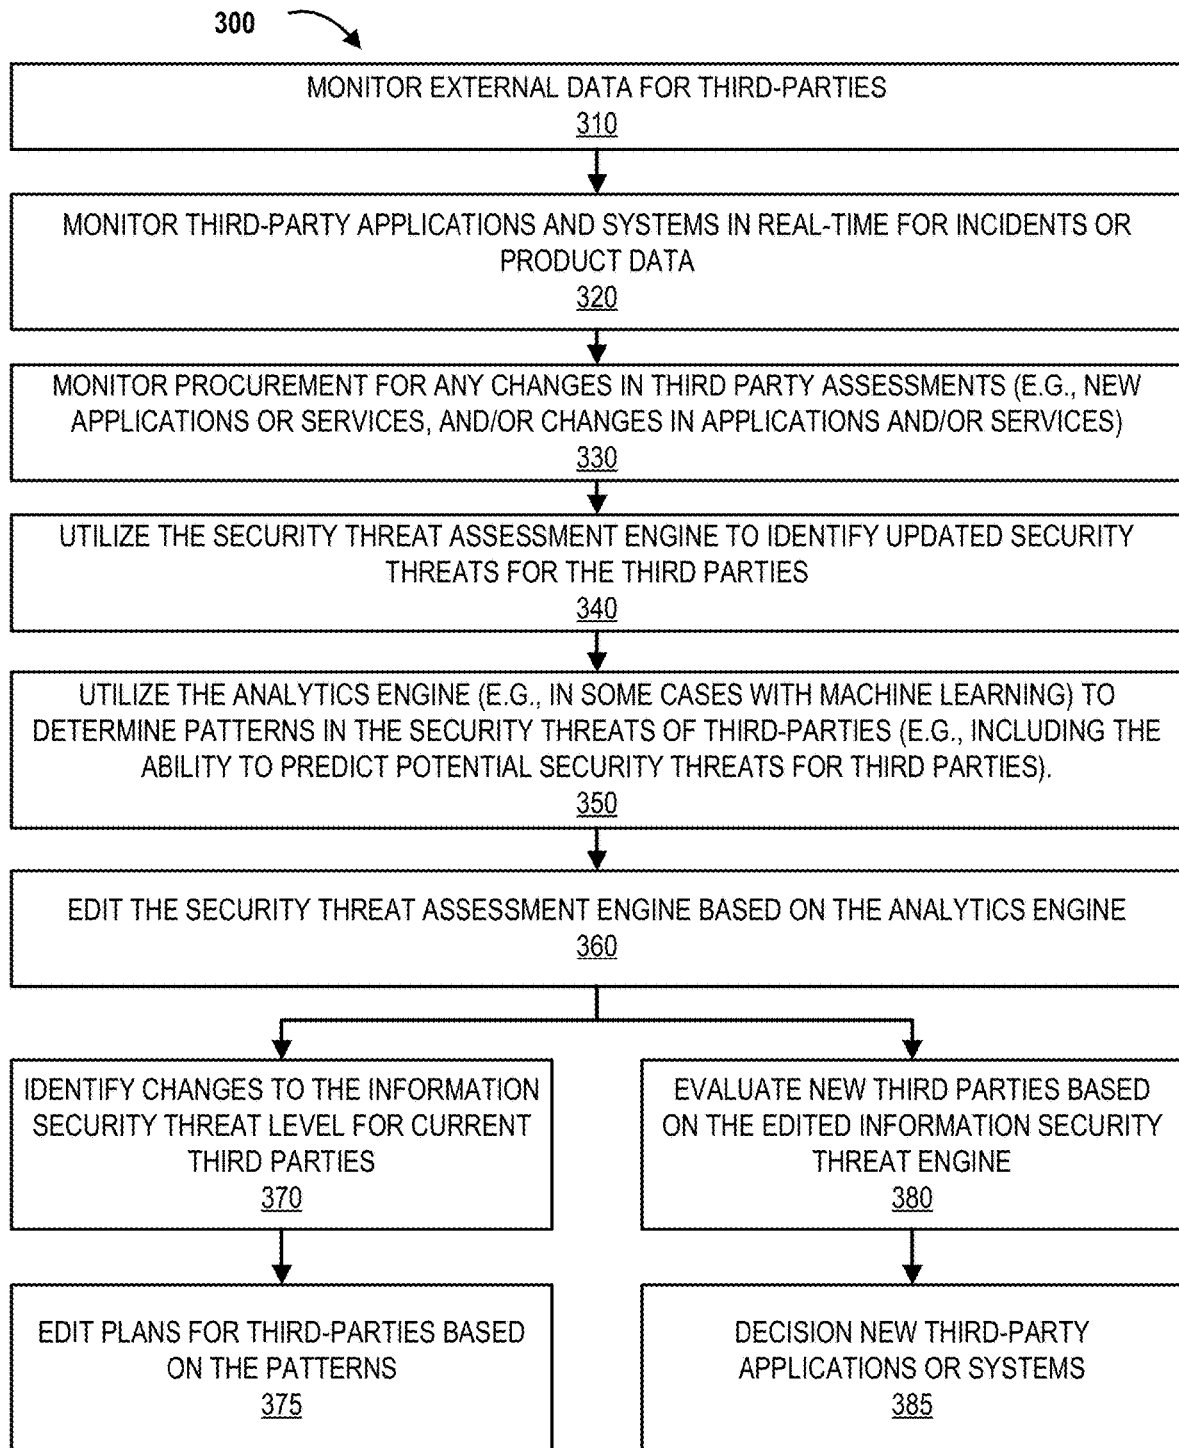 300
MONITOR EXTERNAL DATA FOR THIRD-PARTIES
310
MONITOR THIRD-PARTY APPLICATIONS AND SYSTEMS IN REAL-TIME FOR INCIDENTS OR
PRODUCT DATA
320
MONITOR PROCUREMENT FOR ANY CHANGES IN THIRD PARTY ASSESSMENTS (E.G., NEW
APPLICATIONS OR SERVICES, AND/OR CHANGES IN APPLICATIONS AND/OR SERVICES)
330
UTILIZE THE SECURITY THREAT ASSESSMENT ENGINE TO IDENTIFY UPDATED SECURITY
THREATS FOR THE THIRD PARTIES
340
UTILIZE THE ANALYTICS ENGINE (E.G., IN SOME CASES WITH MACHINE LEARNING) TO
DETERMINE PATTERNS IN THE SECURITY THREATS OF THIRD-PARTIES (E.G., INCLUDING THE
ABILITY TO PREDICT POTENTIAL SECURITY THREATS FOR THIRD PARTIES).
350
EDIT THE SECURITY THREAT ASSESSMENT ENGINE BASED ON THE ANALYTICS ENGINE
360
IDENTIFY CHANGES TO THE INFORMATION
SECURITY THREAT LEVEL FOR CURRENT
THIRD PARTIES
370
EVALUATE NEW THIRD PARTIES BASED
ON THE EDITED INFORMATION SECURITY
THREAT ENGINE
380
EDIT PLANS FOR THIRD-PARTIES BASED
ON THE PATTERNS
375
DECISION NEW THIRD-PARTY
APPLICATIONS OR SYSTEMS
385